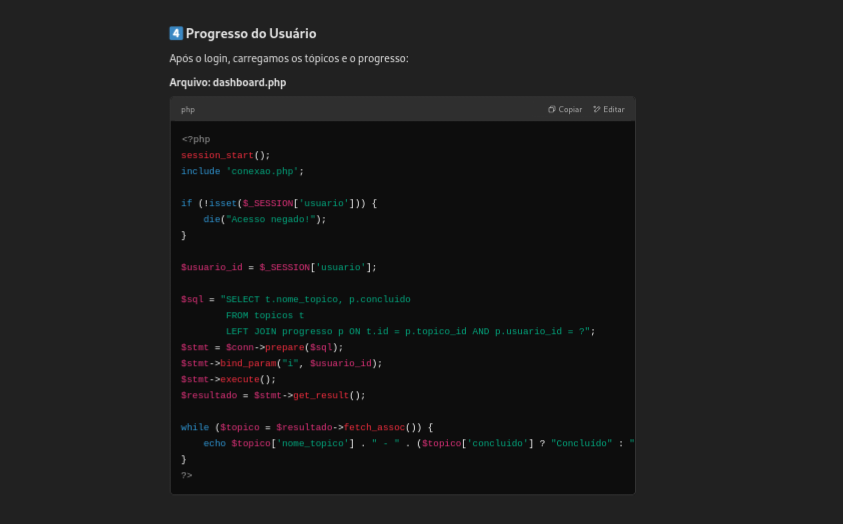 4 Progresso do Usuário
Após o login, carregamos os tópicos e o progresso:
Arquivo: dashboard.php
php Copiar Editar
<?php
session_start();
include 'conexao.php';
if (!isset($_SESSION['usuario'])) {
    die("Acesso negado!");
}
$usuario_id = $_SESSION['usuario'];
$sql = "SELECT t.nome_topico, p.concluido
        FROM topicos t
        LEFT JOIN progresso p ON t.id = p.topico_id AND p.usuario_id = ?";
$stmt = $conn->prepare($sql);
$stmt->bind_param("i", $usuario_id);
$stmt->execute();
$resultado = $stmt->get_result();
while ($topico = $resultado->fetch_assoc()) {
    echo $topico['nome_topico'] . " - " . ($topico['concluido'] ? "Concluído" : "
}
?>